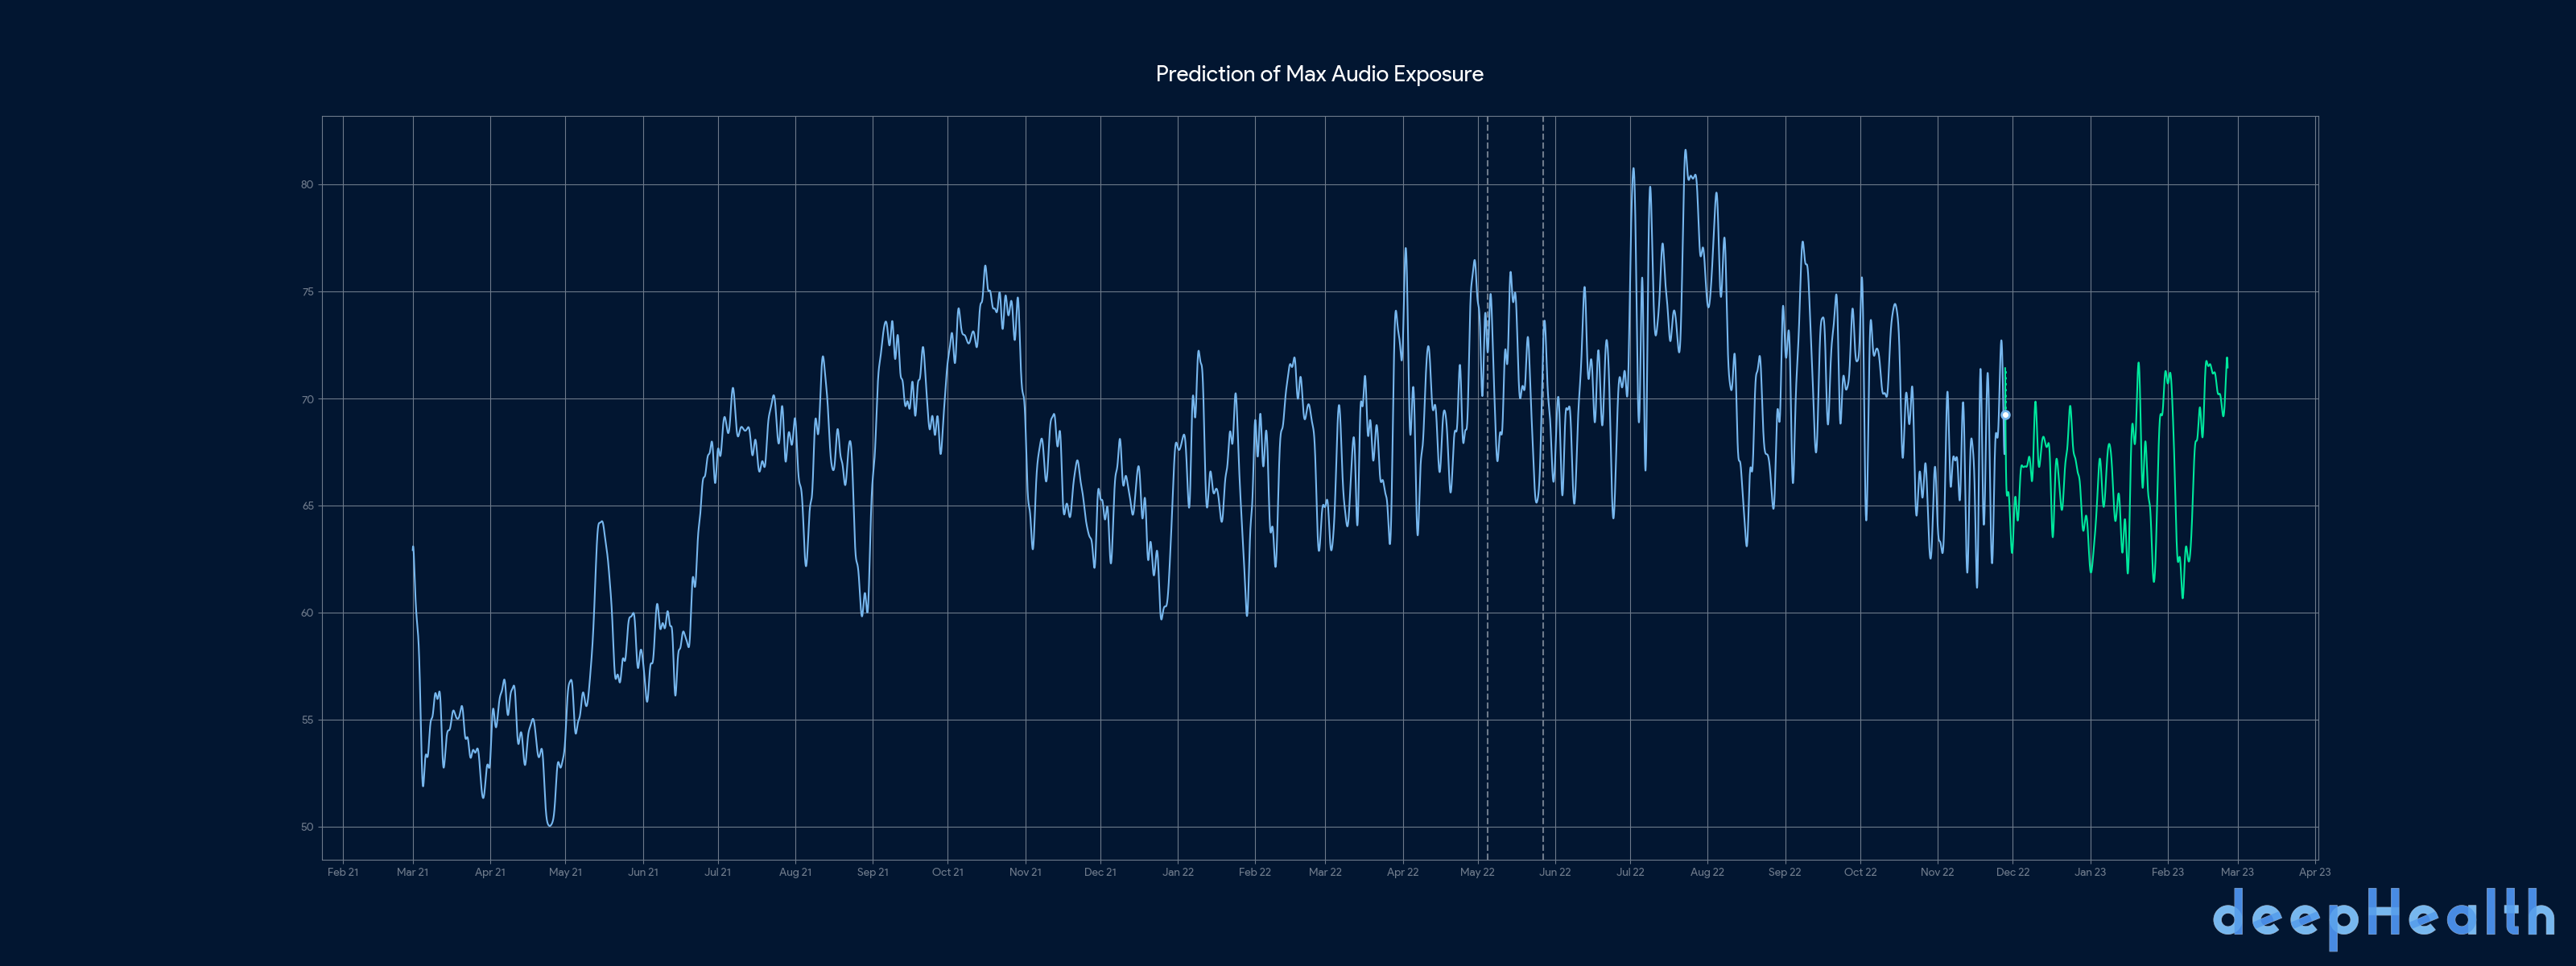 Prediction of Max Audio Exposure
80
75
70
65
60
55
50
Feb 21 Mar 21 Apr 21 May 21 Jun 21 Jul 21 Aug 21 Sep 21 Oct 21 Nov 21 Dec 21 Jan 22 Feb 22 Mar 22 Apr 22 May 22 Jun 22 Jul 22 Aug 22 Sep 22 Oct 22 Nov 22 Dec 22 Jan 23 Feb 23 Mar 23 Apr 23
deepHealth